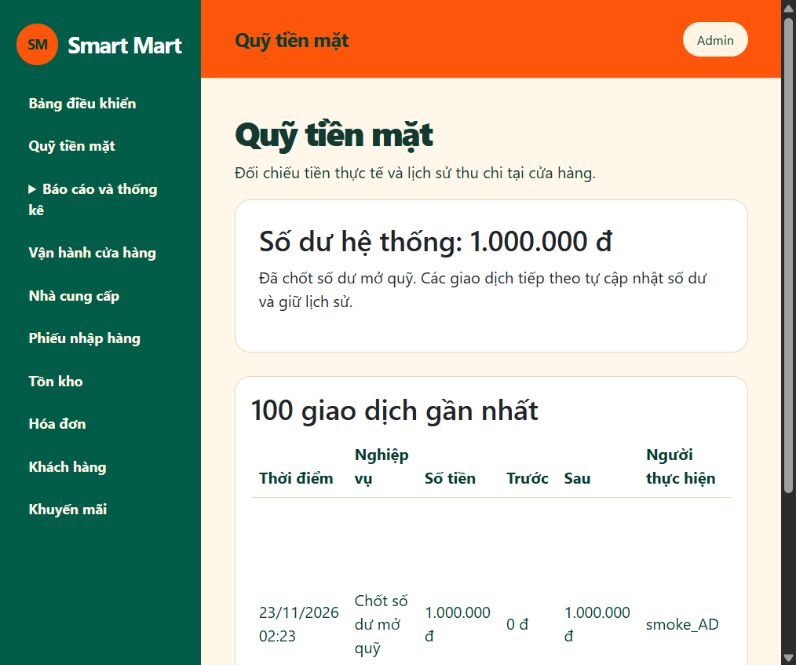 SM Smart Mart
Quỹ tiền mặt
Admin
Bảng điều khiển
Quỹ tiền mặt
▶ Báo cáo và thống
kê
Vận hành cửa hàng
Nhà cung cấp
Phiếu nhập hàng
Tồn kho
Hóa đơn
Khách hàng
Khuyến mãi
Quỹ tiền mặt
Đối chiếu tiền thực tế và lịch sử thu chi tại cửa hàng.
Số dư hệ thống: 1.000.000 đ
Đã chốt số dư mở quỹ. Các giao dịch tiếp theo tự cập nhật số dư
và giữ lịch sử.
100 giao dịch gần nhất
Thời điểm
Nghiệp
vụ
Số tiền
Trước
Sau
Người
thực hiện
23/11/2026
02:23
Chốt số
dư mở
quỹ
1.000.000
đ
0 đ
1.000.000
đ
smoke_AD